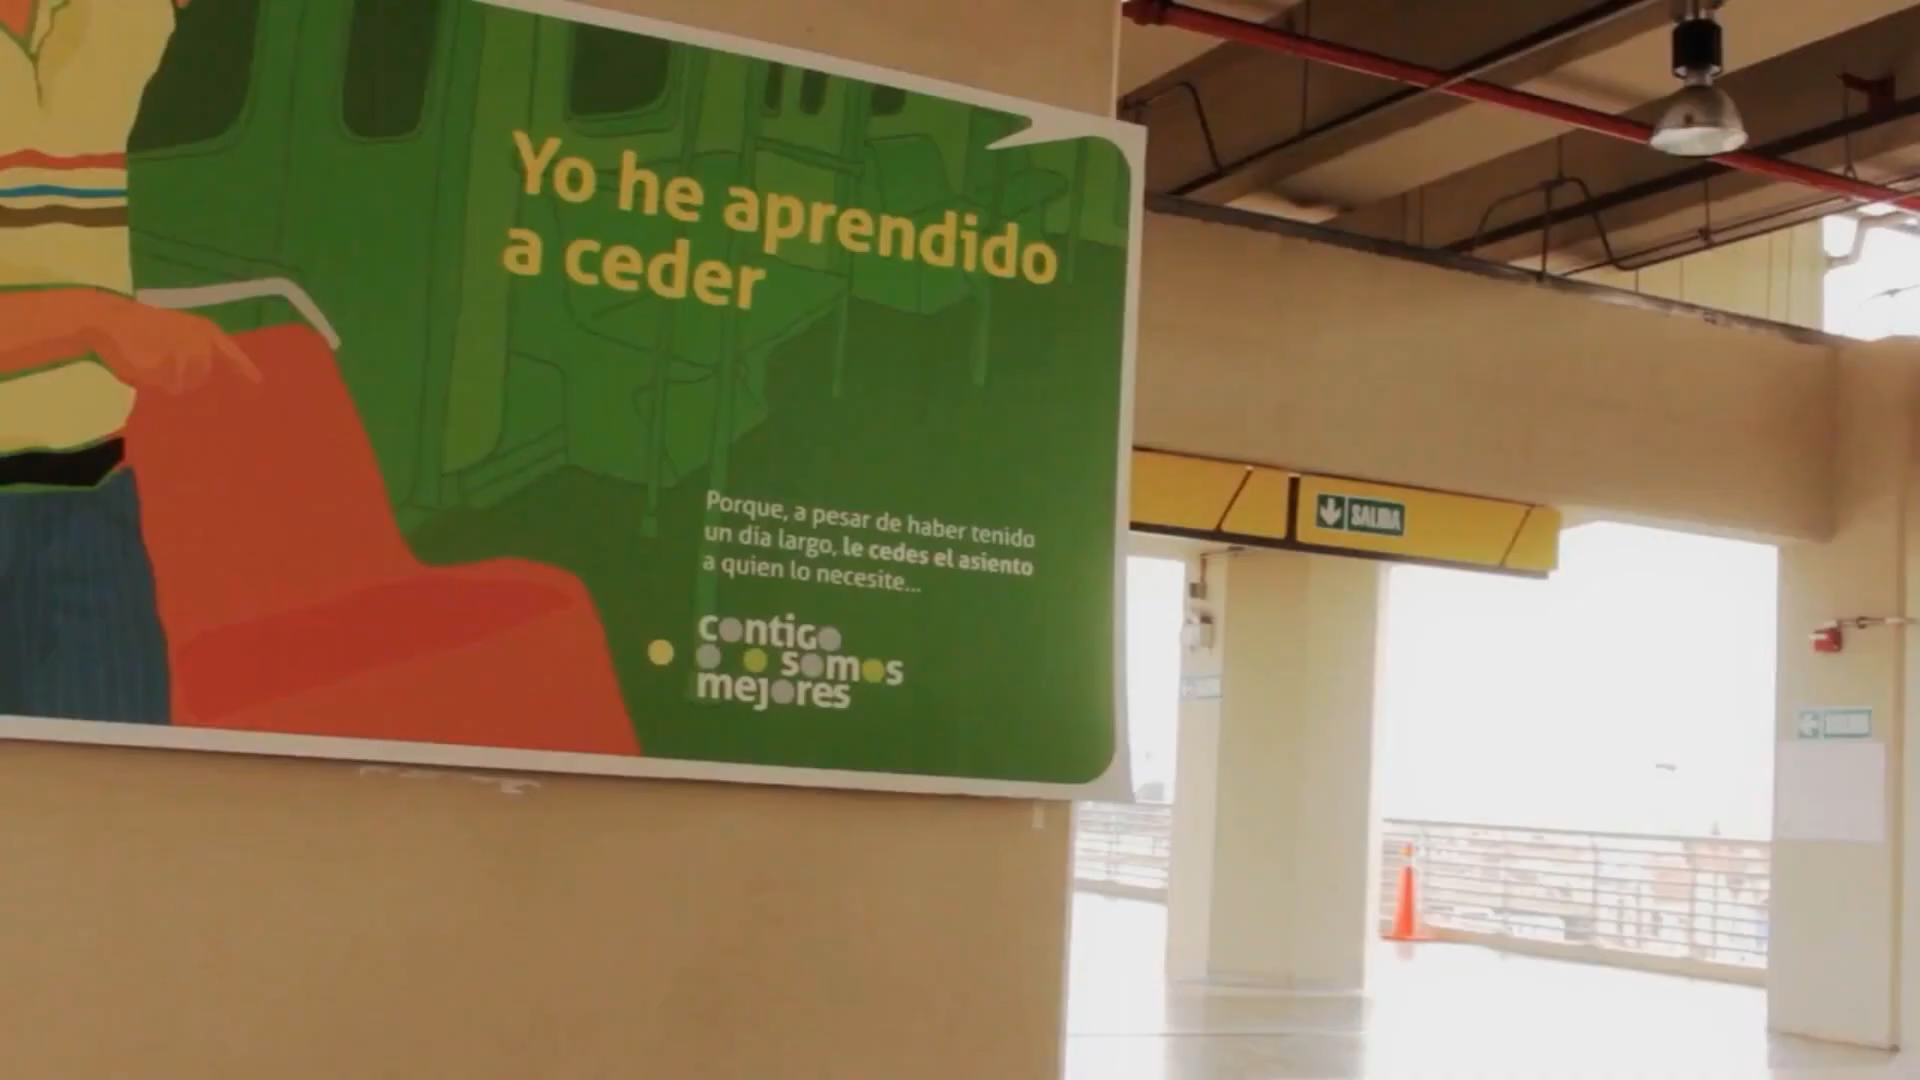 Yo he aprendido
a ceder
Porque, a pesar de haber tenido
un día largo, le cedes el asiento
a quien lo necesite...
contigo
somos
mejores
SALIDA